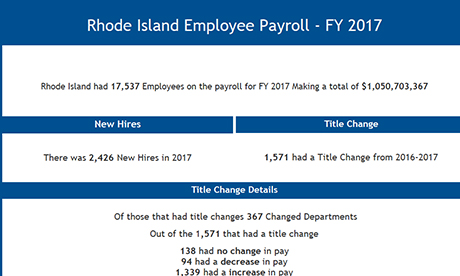 Rhode Island Employee Payroll - FY 2017
Rhode Island had 17,537 Employees on the payroll for FY 2017 Making a total of $1,050,703,367
New Hires
Title Change
There was 2,426 New Hires in 2017
1,571 had a Title Change from 2016-2017
Title Change Details
Of those that had title changes 367 Changed Departments
Out of the 1,571 that had a title change
138 had no change in pay
94 had a decrease in pay
1,339 had a increase in pay